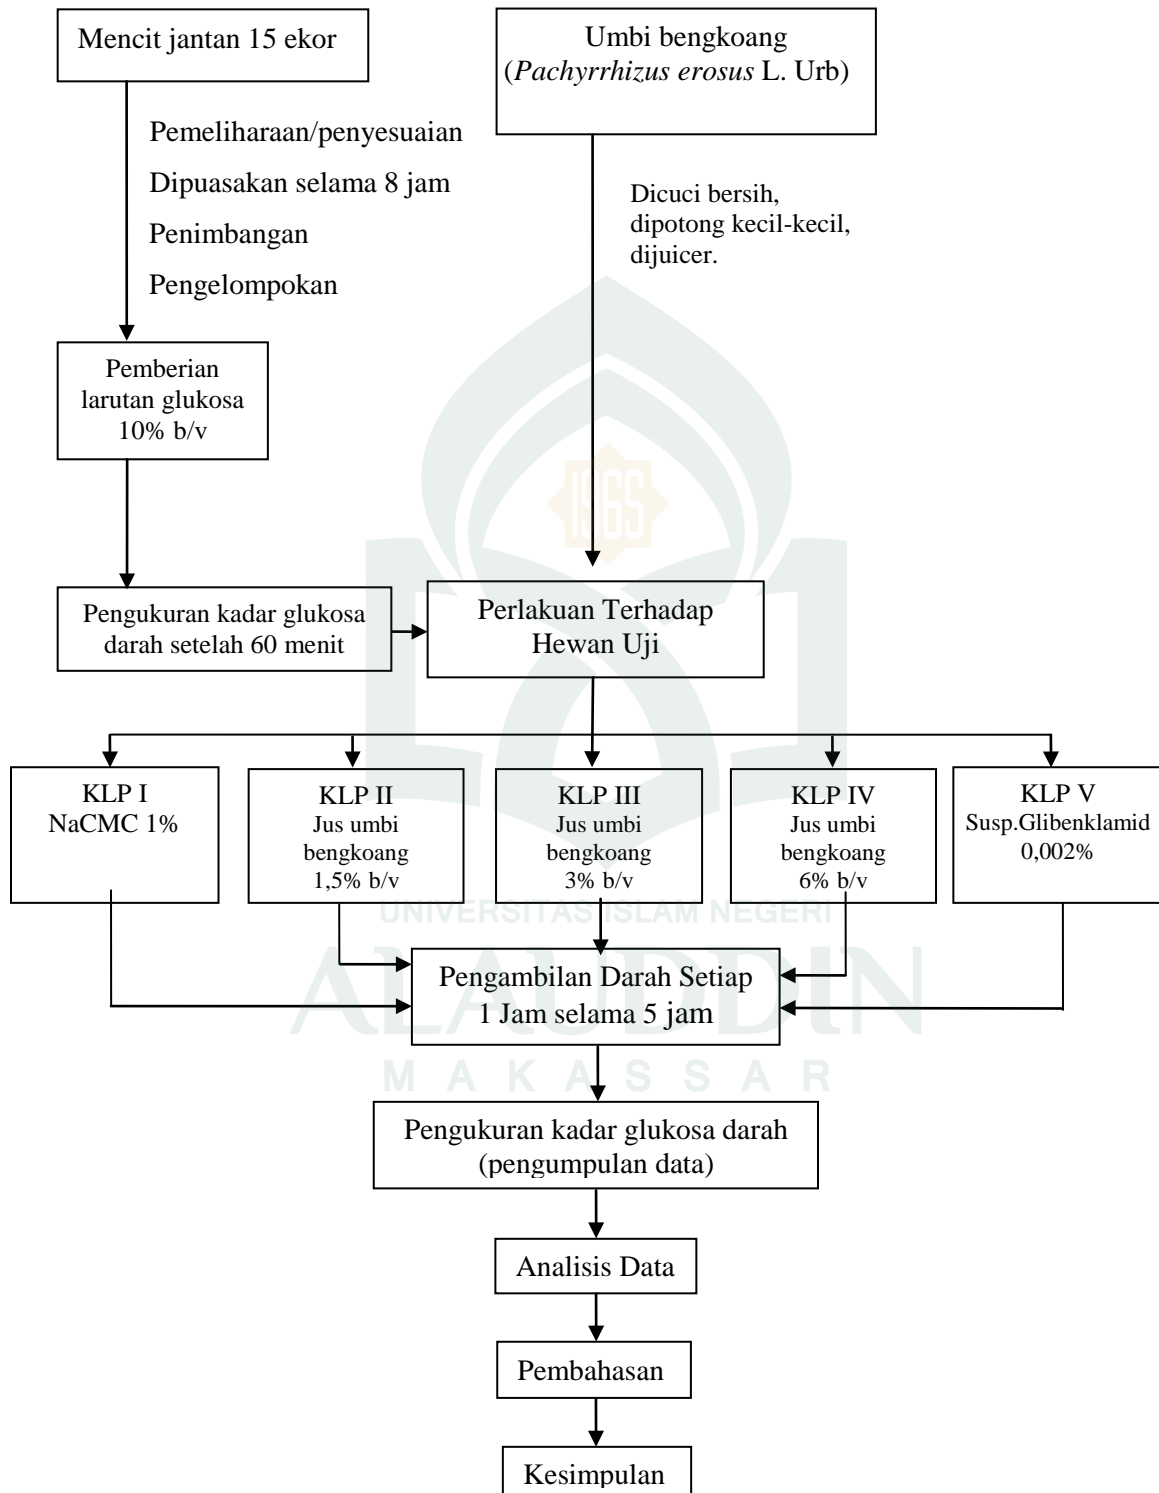 Mencit jantan 15 ekor
Umbi bengkoang
(Pachyrrhizus erosus L. Urb)
Pemeliharaan/penyesuaian
Dipuasakan selama 8 jam
Penimbangan
Pengelompokan
Dicuci bersih,
dipotong kecil-kecil,
dijuicer.
Pemberian
larutan glukosa
10% b/v
1965
Pengukuran kadar glukosa
darah setelah 60 menit
Perlakuan Terhadap
Hewan Uji
KLP I
NaCMC 1%
KLP II
Jus umbi
bengkoang
1,5% b/v
KLP III
Jus umbi
bengkoang
3% b/v
KLP IV
Jus umbi
bengkoang
6% b/v
KLP V
Susp.Glibenklamid
0,002%
UNIVERSITAS ISLAM NEGERI
ALAUDDIN
MAKASSAR
Pengambilan Darah Setiap
1 Jam selama 5 jam
Pengukuran kadar glukosa darah
(pengumpulan data)
Analisis Data
Pembahasan
Kesimpulan